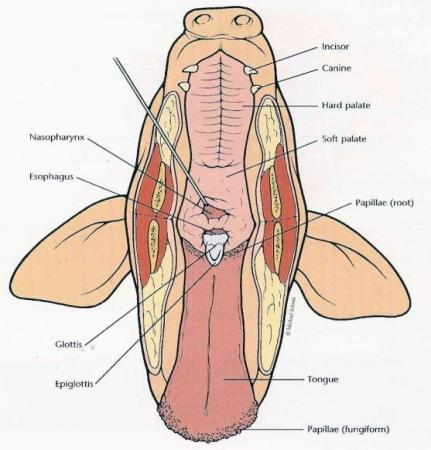 Incisor
Canine
Hard palate
Nasopharynx
Soft palate
Esophagus
Papillae (root)
Glottis
Epiglottis
Tongue
Papillae (fungiform)